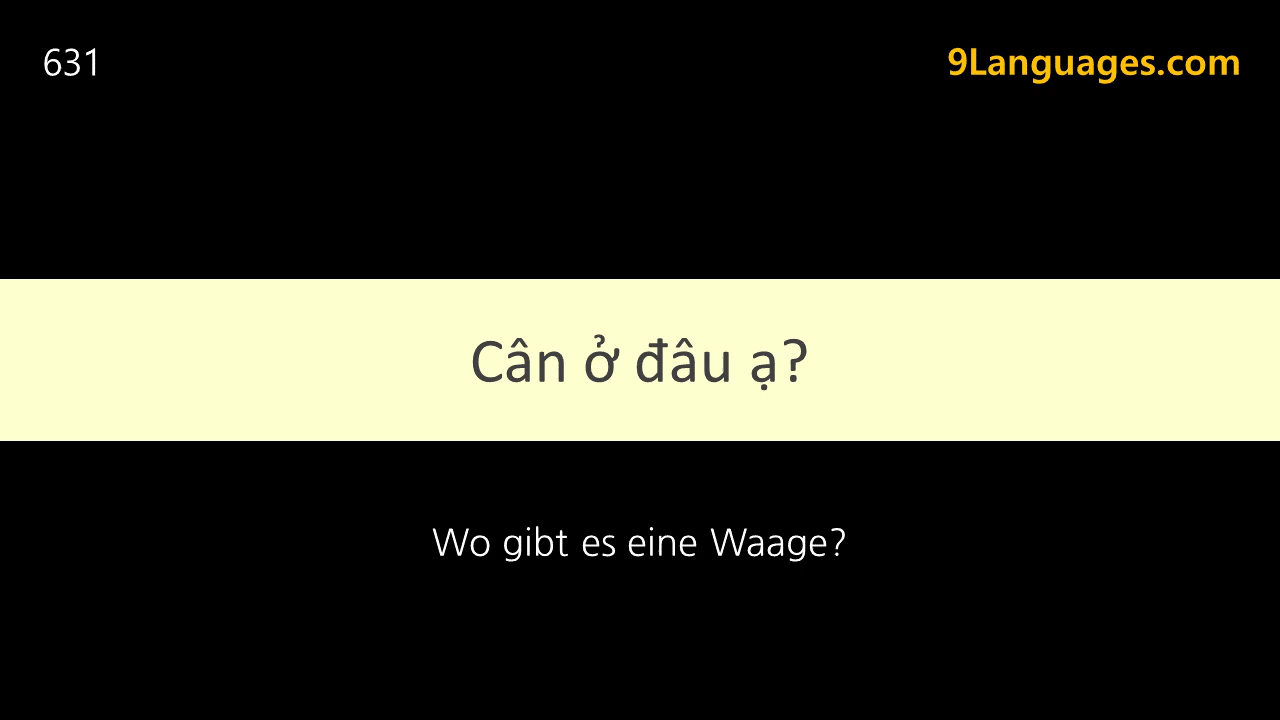 631
9Languages.com
Cân ở đâu ạ?
Wo gibt es eine Waage?